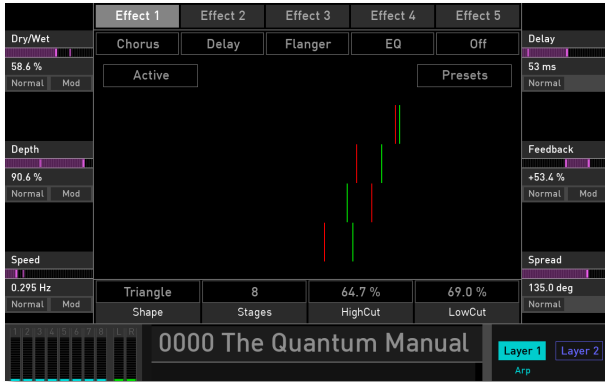 Effect 1 Effect 2 Effect 3 Effect 4 Effect 5
Dry/Wet
58.6 %
Normal Mod
Depth
90.6 %
Normal Mod
Speed
0.295 Hz
Normal Mod
Chorus Delay Flanger EQ Off
Active Presets
Triangle 8 64.7 % 69.0 %
Shape Stages HighCut LowCut
Delay
53 ms
Normal
Feedback
+53.4 %
Normal Mod
Spread
135.0 deg
Normal
1 2 3 4 5 6 7 8 L R
0000 The Quantum Manual
Layer 1 Layer 2
Arp